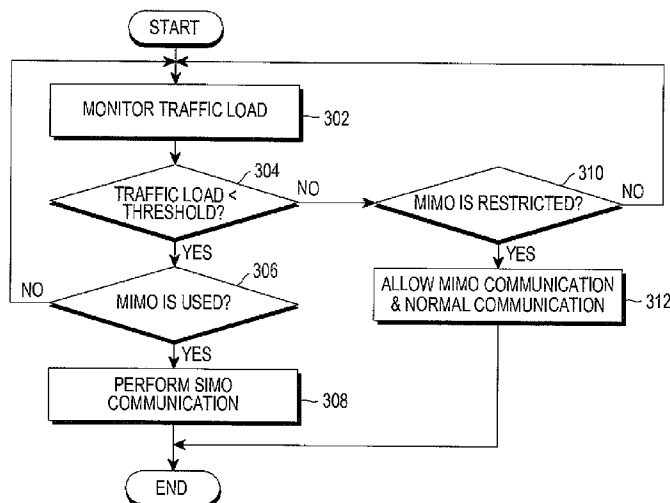 START
MONITOR TRAFFIC LOAD
302
304
TRAFFIC LOAD <
THRESHOLD?
NO
310
MIMO IS RESTRICTED?
NO
YES
YES
306
NO
MIMO IS USED?
ALLOW MIMO COMMUNICATION
& NORMAL COMMUNICATION
312
YES
PERFORM SIMO
COMMUNICATION
308
END